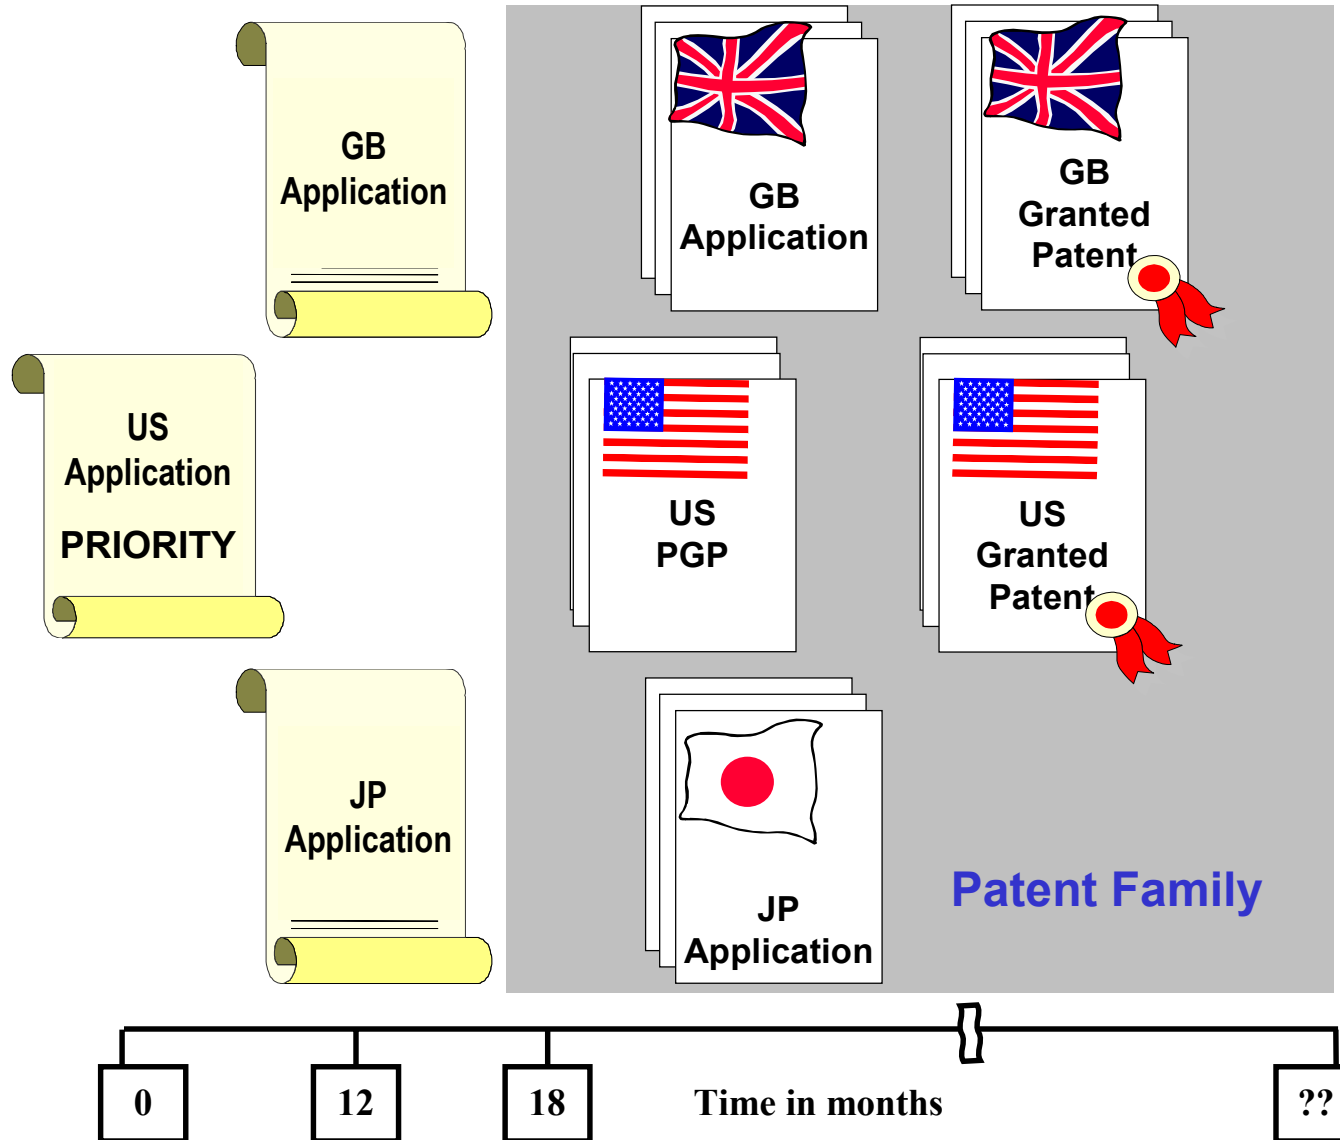 GB
Application
GB
Application
GB
Granted
Patent
US
Application
PRIORITY
US
PGP
US
Granted
Patent
JP
Application
JP
Application
Patent Family
0
12
18
Time in months
??